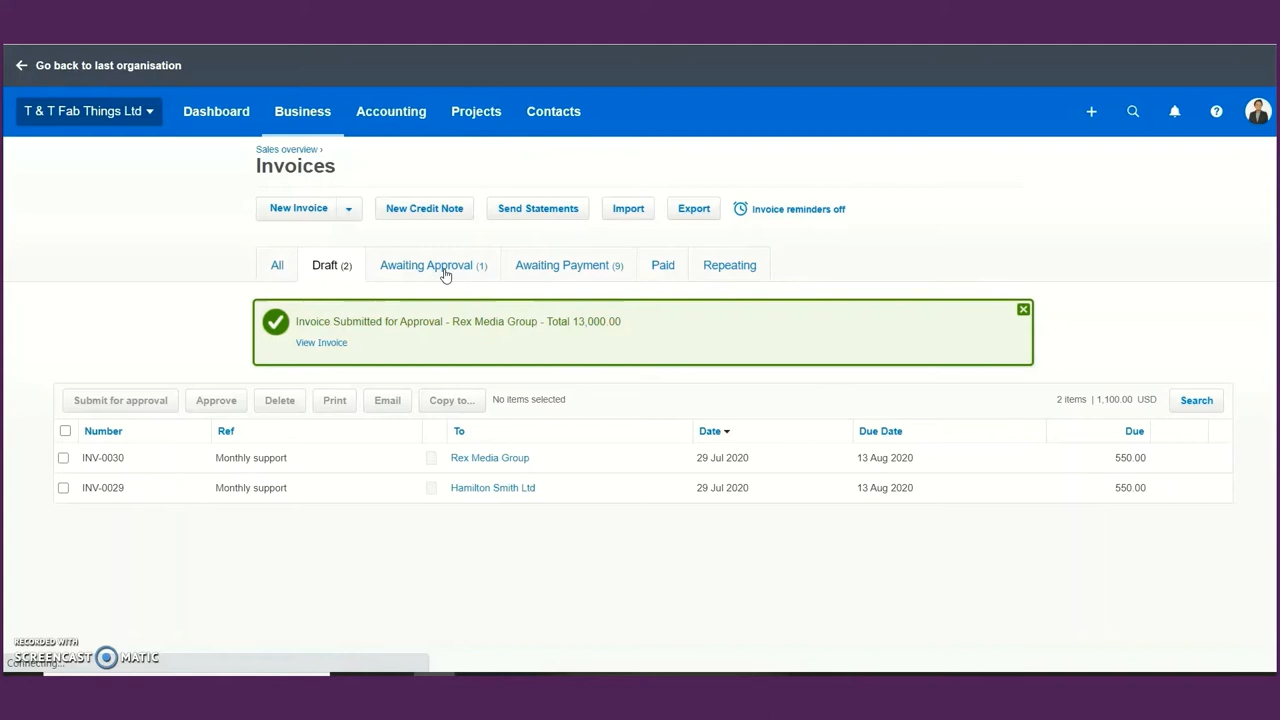 Go back to last organisation
T & T Fab Things Ltd Dashboard Business Accounting Projects Contacts
Sales overview ›
Invoices
New Invoice New Credit Note Send Statements Import Export Invoice reminders off
All Draft (2) Awaiting Approval (1) Awaiting Payment (9) Paid Repeating
Invoice Submitted for Approval - Rex Media Group - Total 13,000.00
View Invoice
Submit for approval Approve Delete Print Email Copy to... No items selected 2 items | 1,100.00 USD Search
Number Ref To Date Due Date Due
INV-0030 Monthly support Rex Media Group 29 Jul 2020 13 Aug 2020 550.00
INV-0029 Monthly support Hamilton Smith Ltd 29 Jul 2020 13 Aug 2020 550.00
RECORDED WITH
SCREENCAST MATIC
Connecting...